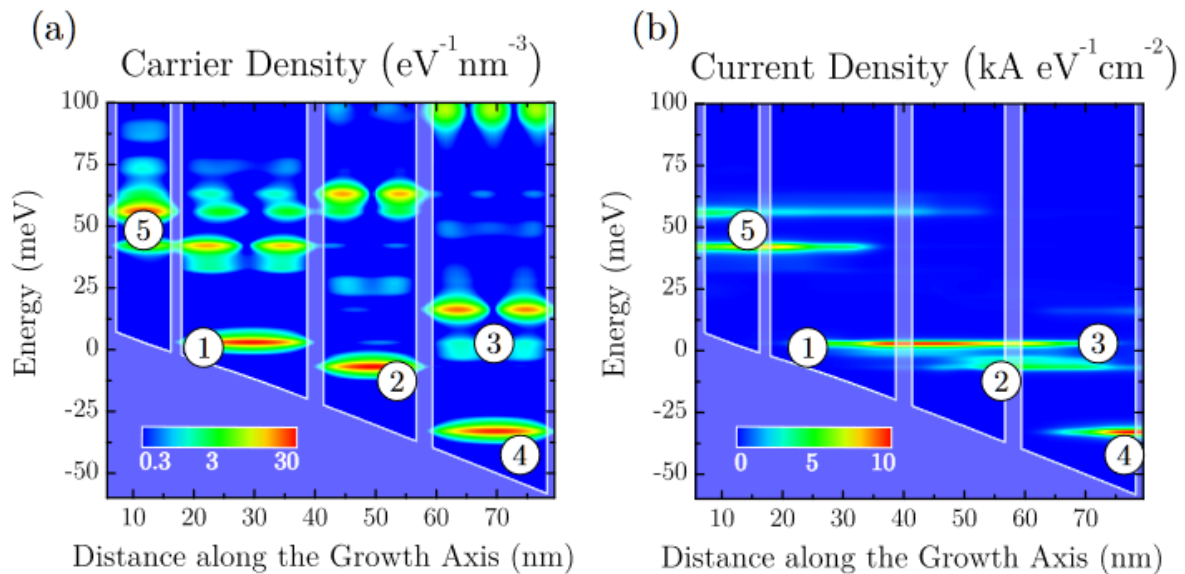 (a)
Carrier Density (eV⁻¹nm⁻³)
100
75
50
25
0
-25
-50
Energy (meV)
5
1
2
3
4
0.3 3 30
10 20 30 40 50 60 70
Distance along the Growth Axis (nm)
(b)
Current Density (kA eV⁻¹cm⁻²)
100
75
50
25
0
-25
-50
Energy (meV)
5
1
2
3
4
0 5 10
10 20 30 40 50 60 70
Distance along the Growth Axis (nm)